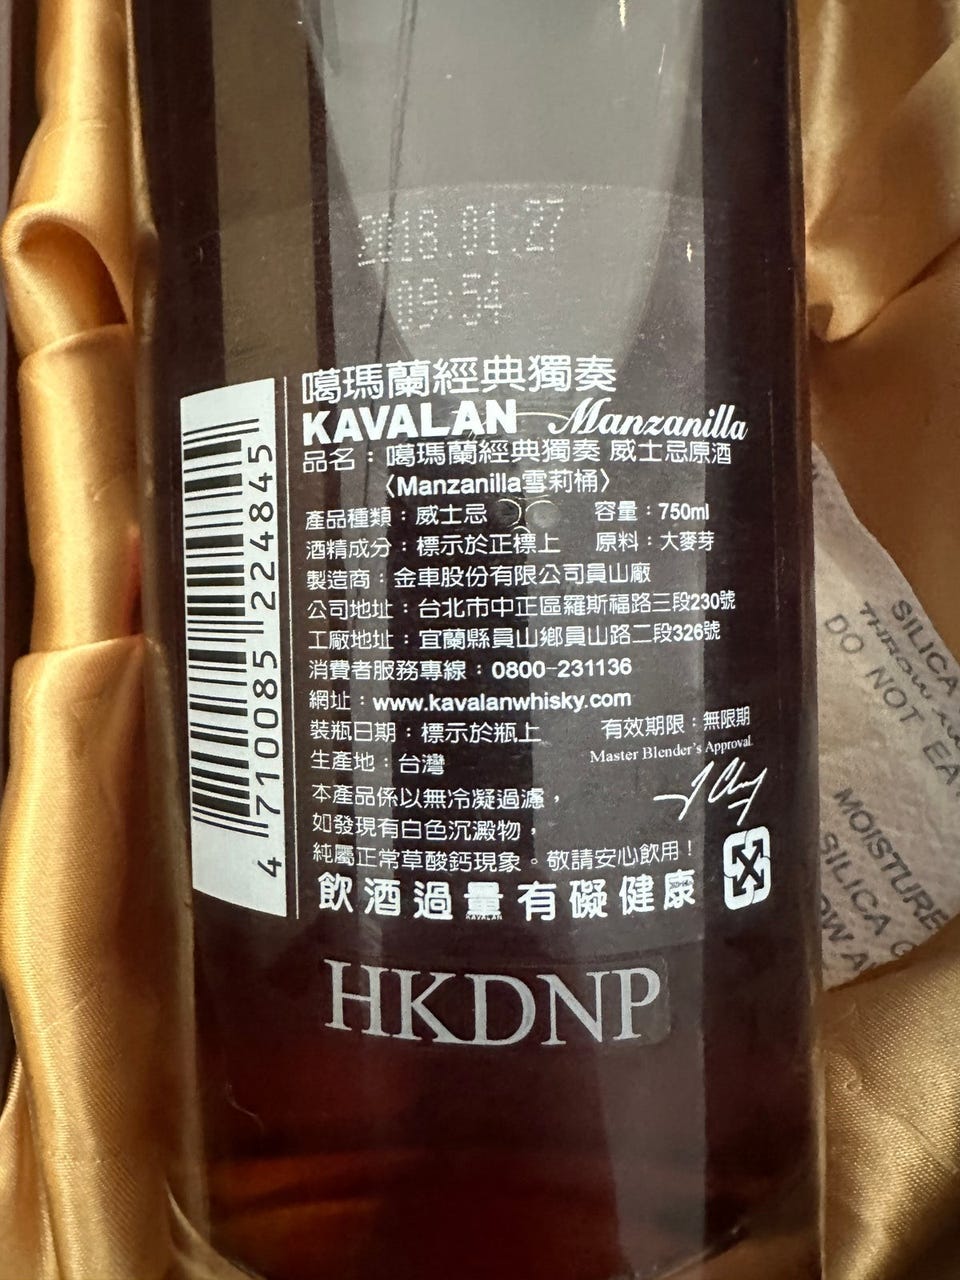 2018.01.27
09:54
噶瑪蘭經典獨奏
KAVALAN Manzanilla
品名：噶瑪蘭經典獨奏 威士忌原酒
〈Manzanilla雪莉桶〉
產品種類：威士忌 容量：750ml
酒精成分：標示於正標上 原料：大麥芽
製造商：金車股份有限公司員山廠
公司地址：台北市中正區羅斯福路三段230號
工廠地址：宜蘭縣員山鄉員山路二段326號
消費者服務專線：0800-231136
網址：www.kavalanwhisky.com
裝瓶日期：標示於瓶上 有效期限：無限期
生產地：台灣 Master Blender's Approval
本產品係以無冷凝過濾，
如發現有白色沉澱物，
純屬正常草酸鈣現象。敬請安心飲用！
飲酒過量有礙健康
4 710085 224845
HKDNP
SILICA
THROW
DO NOT EA
MOISTURE
SILICA G
OW A